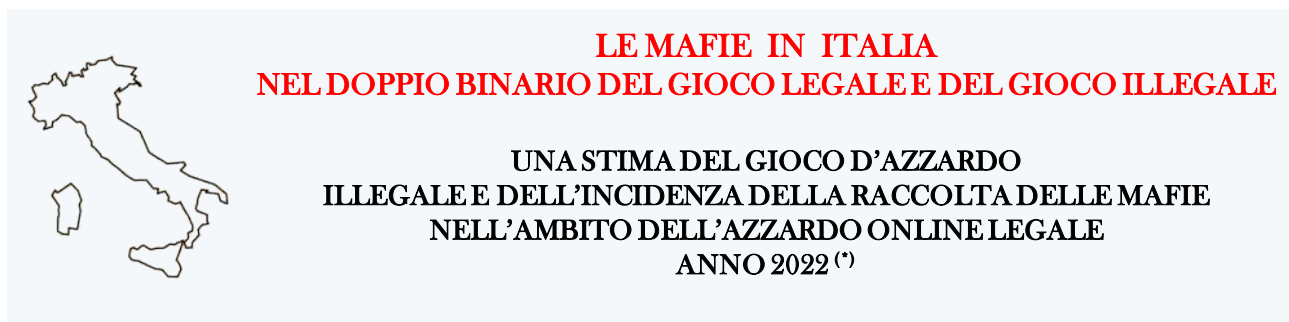 LE MAFIE IN ITALIA
NEL DOPPIO BINARIO DEL GIOCO LEGALE E DEL GIOCO ILLEGALE
UNA STIMA DEL GIOCO D’AZZARDO
ILLEGALE E DELL’INCIDENZA DELLA RACCOLTA DELLE MAFIE
NELL’AMBITO DELL’AZZARDO ONLINE LEGALE
ANNO 2022 (*)